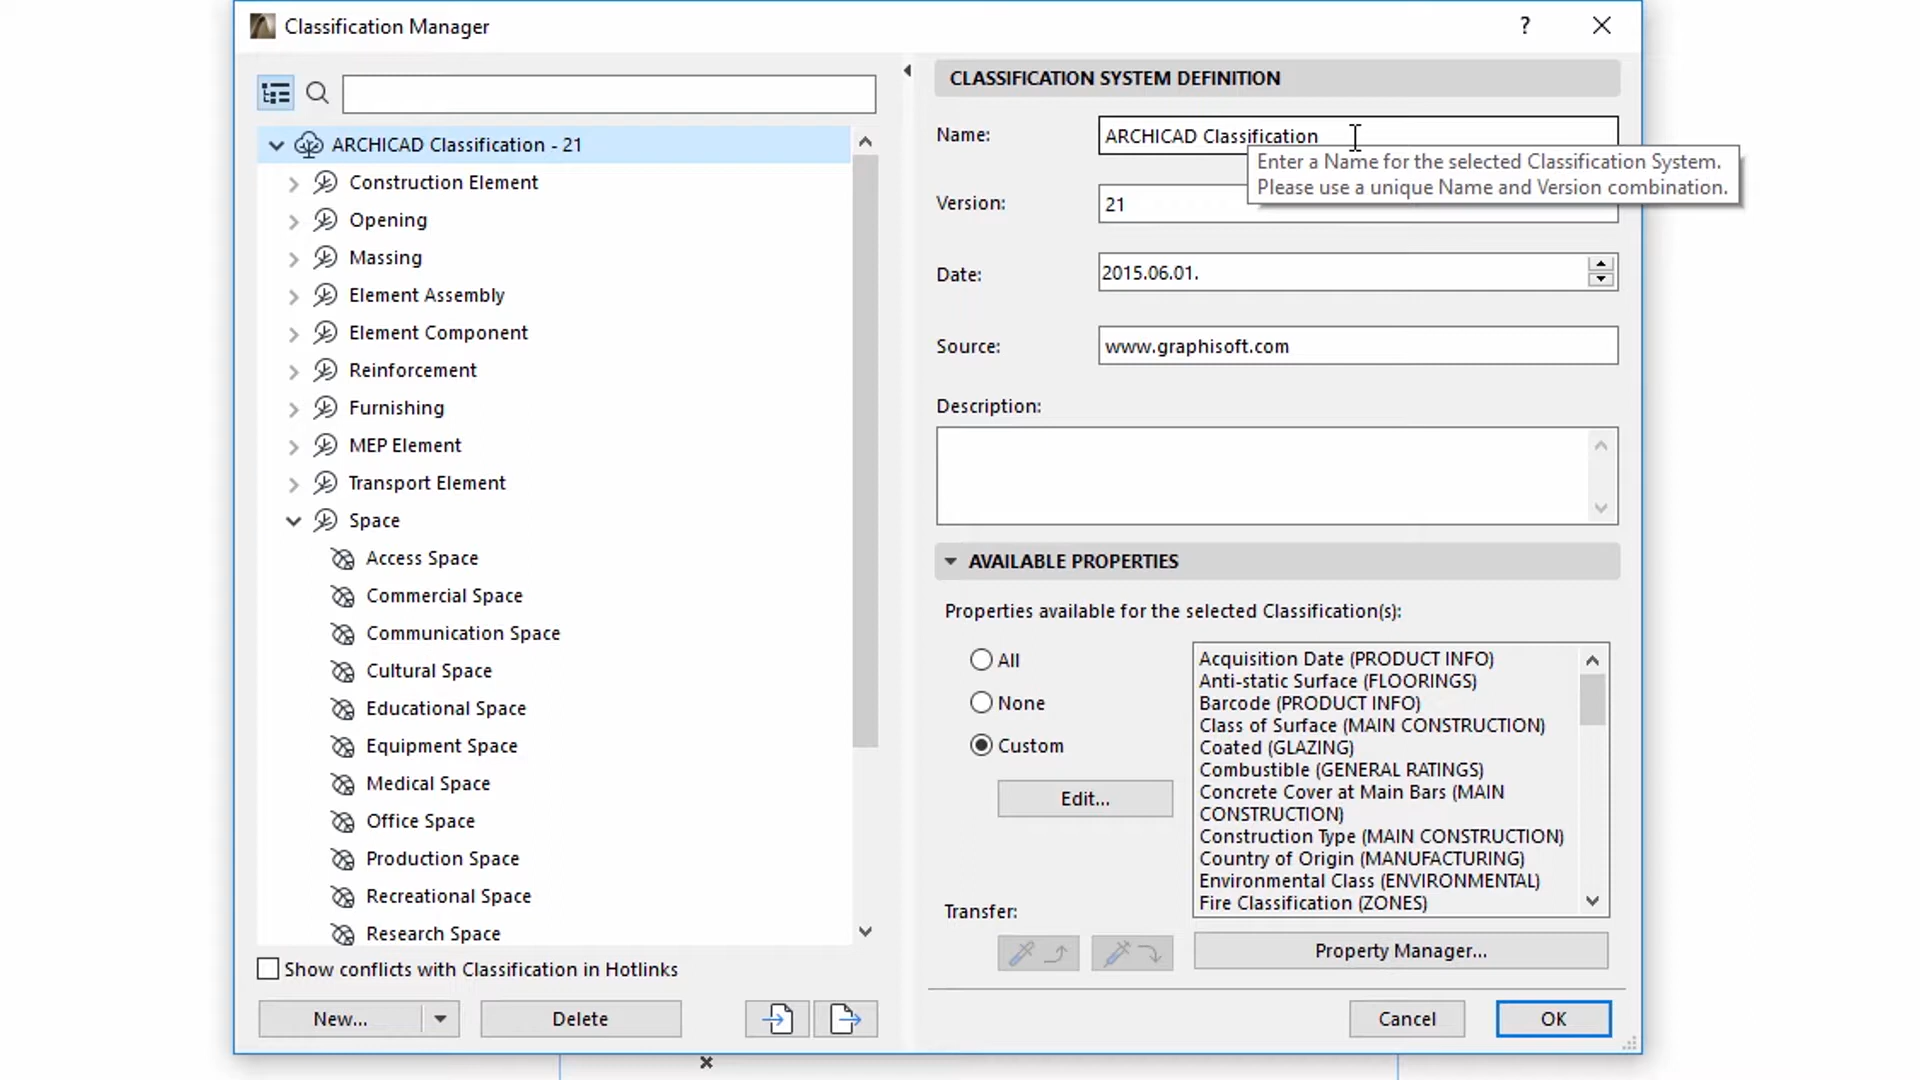 Classification Manager
?
ARCHICAD Classification - 21
Construction Element
Opening
Massing
Element Assembly
Element Component
Reinforcement
Furnishing
MEP Element
Transport Element
Space
Access Space
Commercial Space
Communication Space
Cultural Space
Educational Space
Equipment Space
Medical Space
Office Space
Production Space
Recreational Space
Research Space
Show conflicts with Classification in Hotlinks
New...
Delete
CLASSIFICATION SYSTEM DEFINITION
Name:
ARCHICAD Classification
Enter a Name for the selected Classification System.
Please use a unique Name and Version combination.
Version:
21
Date:
2015.06.01.
Source:
www.graphisoft.com
Description:
AVAILABLE PROPERTIES
Properties available for the selected Classification(s):
All
None
Custom
Edit...
Acquisition Date (PRODUCT INFO)
Anti-static Surface (FLOORINGS)
Barcode (PRODUCT INFO)
Class of Surface (MAIN CONSTRUCTION)
Coated (GLAZING)
Combustible (GENERAL RATINGS)
Concrete Cover at Main Bars (MAIN
CONSTRUCTION)
Construction Type (MAIN CONSTRUCTION)
Country of Origin (MANUFACTURING)
Environmental Class (ENVIRONMENTAL)
Fire Classification (ZONES)
Transfer:
Property Manager...
Cancel
OK